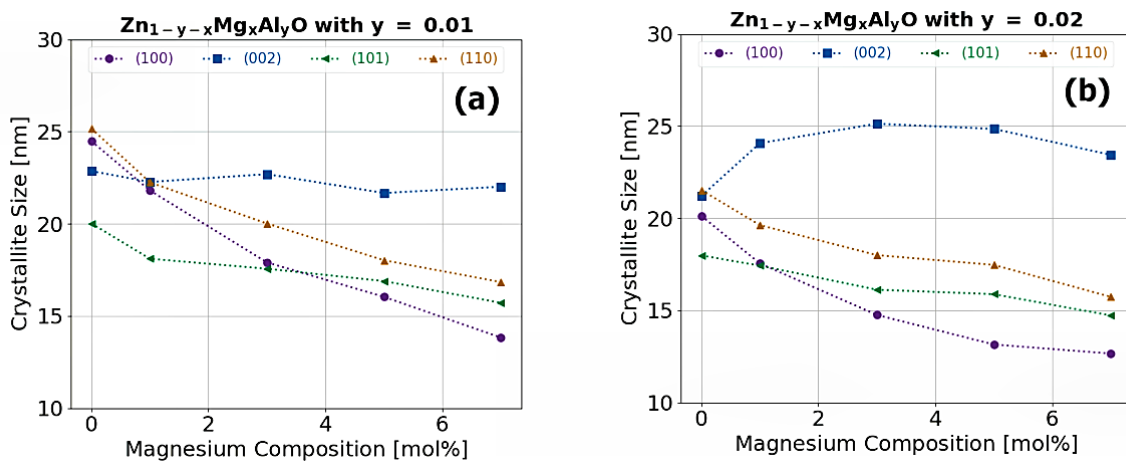 Zn₁₋y₋ₓMgₓAlyO with y = 0.01
30
(100) (002) (101) (110)
(a)
25
20
15
10
Crystallite Size [nm]
0 2 4 6
Magnesium Composition [mol%]
Zn₁₋y₋ₓMgₓAlyO with y = 0.02
30
(100) (002) (101) (110)
(b)
25
20
15
10
Crystallite Size [nm]
0 2 4 6
Magnesium Composition [mol%]